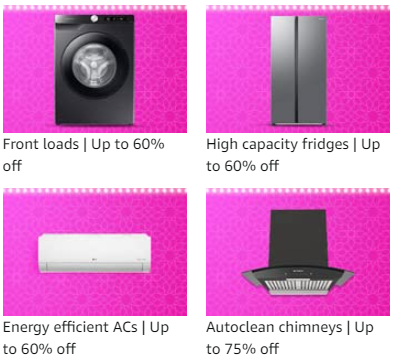 Front loads | Up to 60%
off
High capacity fridges | Up
to 60% off
Energy efficient ACs | Up
to 60% off
Autoclean chimneys | Up
to 75% off